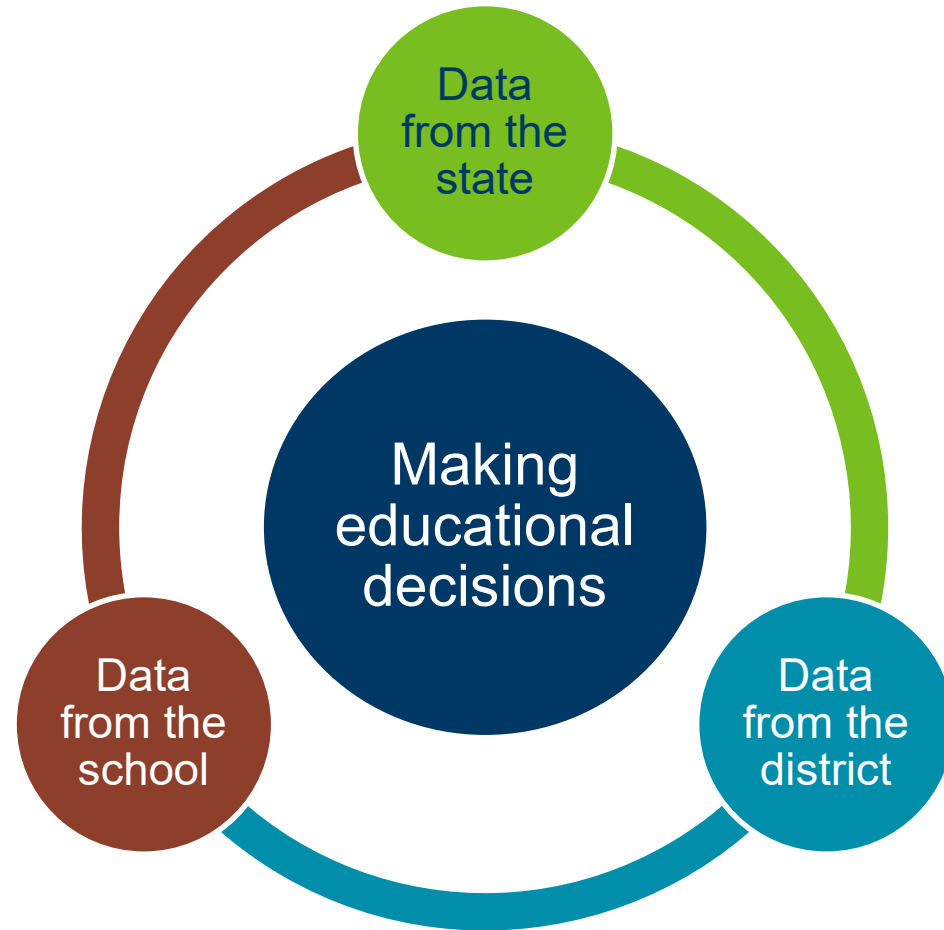 Data
from the
state
Making
educational
decisions
Data
from the
school
Data
from the
district